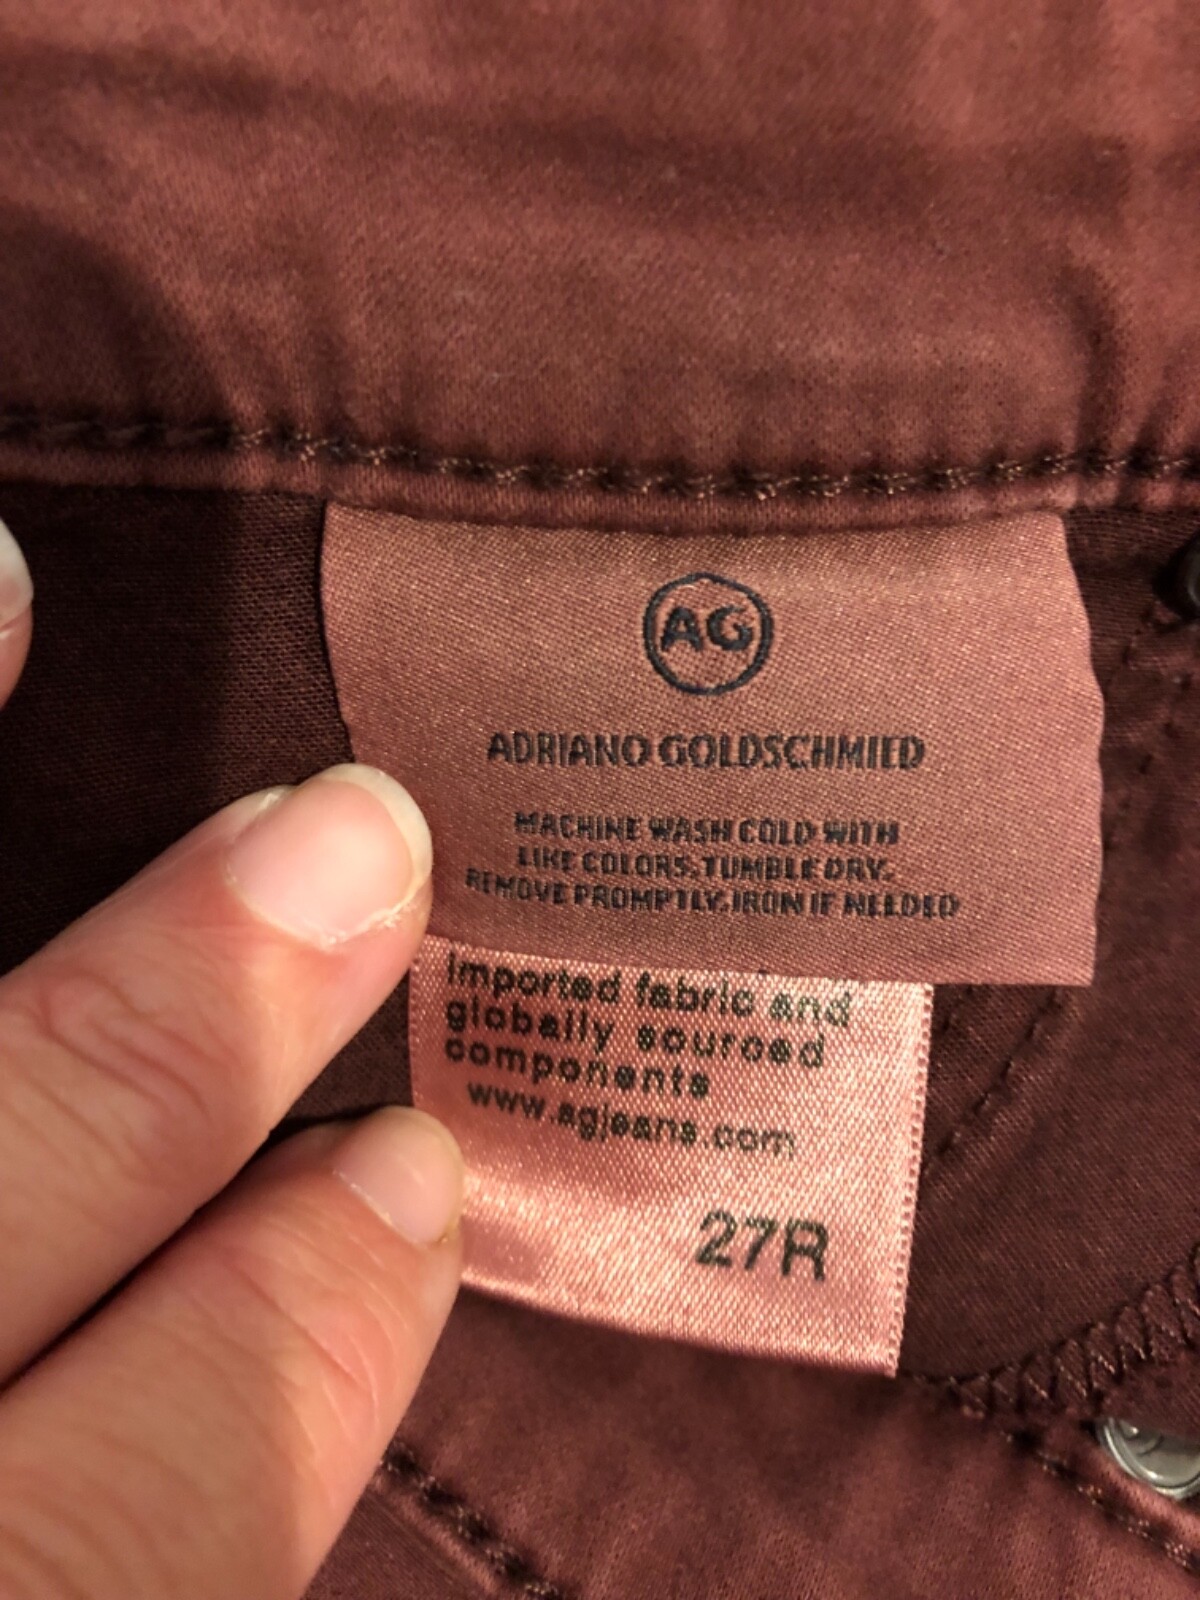 AG
ADRIANO GOLDSCHMIED
MACHINE WASH COLD WITH
LIKE COLORS. TUMBLE DRY.
REMOVE PROMPTLY. IRON IF NEEDED
Imported fabric and
globally sourced
components
www.agjeans.com
27R